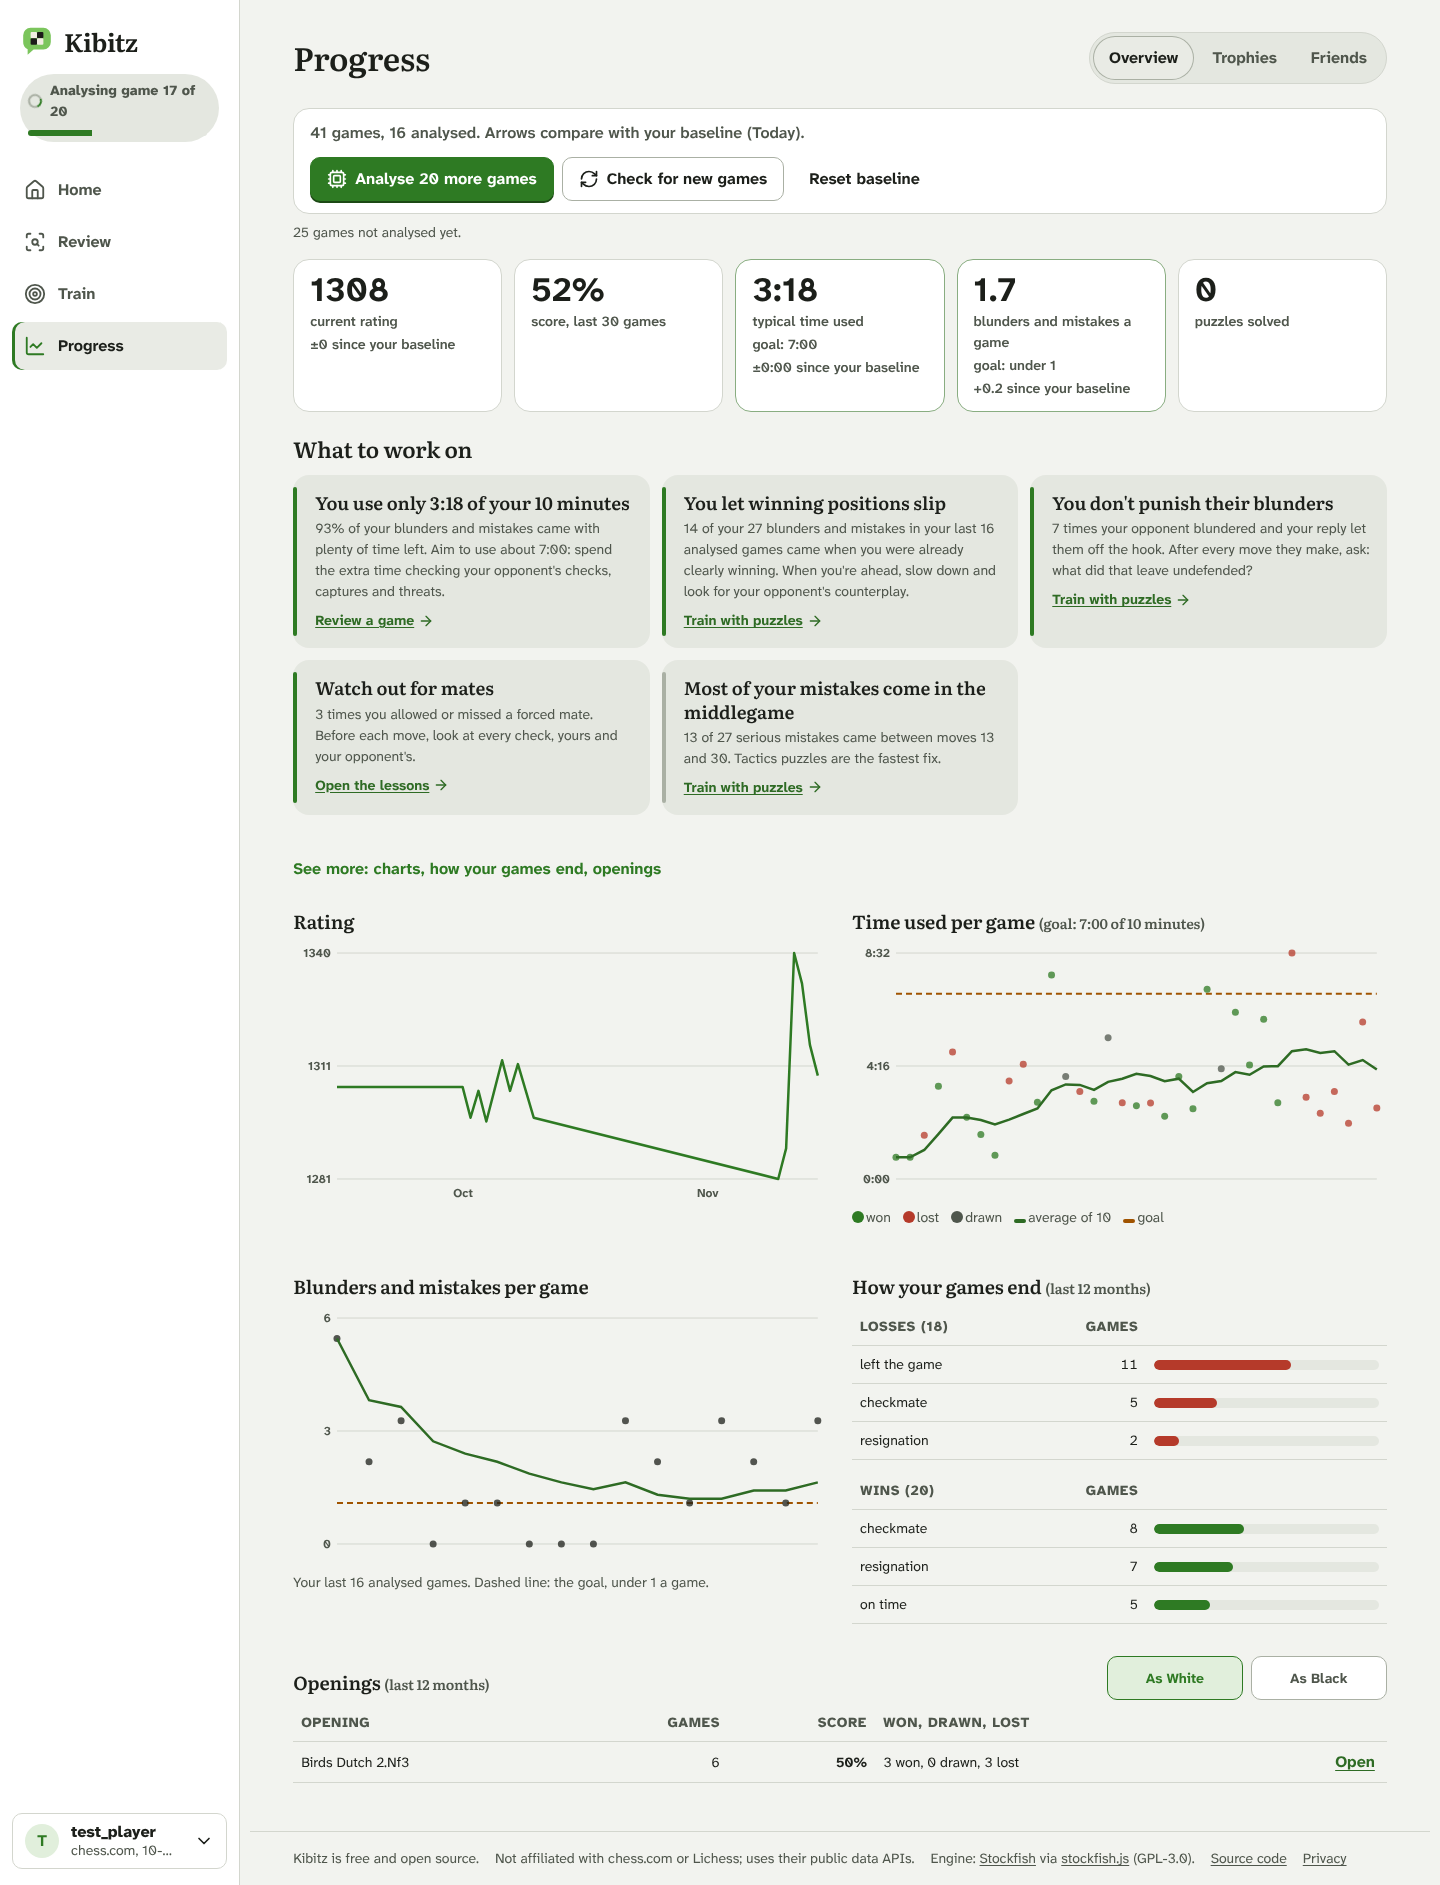 Kibitz
Analysing game 17 of
20
Home
Review
Train
Progress
Progress
Overview
Trophies
Friends
41 games, 16 analysed. Arrows compare with your baseline (Today).
Analyse 20 more games
Check for new games
Reset baseline
25 games not analysed yet.
1308
current rating
±0 since your baseline
52%
score, last 30 games
3:18
typical time used
goal: 7:00
±0:00 since your baseline
1.7
blunders and mistakes a
game
goal: under 1
+0.2 since your baseline
0
puzzles solved
What to work on
You use only 3:18 of your 10 minutes
93% of your blunders and mistakes came with
plenty of time left. Aim to use about 7:00: spend
the extra time checking your opponent's checks,
captures and threats.
Review a game →
You let winning positions slip
14 of your 27 blunders and mistakes in your last 16
analysed games came when you were already
clearly winning. When you're ahead, slow down and
look for your opponent's counterplay.
Train with puzzles →
You don't punish their blunders
7 times your opponent blundered and your reply let
them off the hook. After every move they make, ask:
what did that leave undefended?
Train with puzzles →
Watch out for mates
3 times you allowed or missed a forced mate.
Before each move, look at every check, yours and
your opponent's.
Open the lessons →
Most of your mistakes come in the
middlegame
13 of 27 serious mistakes came between moves 13
and 30. Tactics puzzles are the fastest fix.
Train with puzzles →
See more: charts, how your games end, openings
Rating
1340
1311
1281
Oct
Nov
Time used per game (goal: 7:00 of 10 minutes)
8:32
4:16
0:00
won
lost
drawn
average of 10
goal
Blunders and mistakes per game
6
3
0
Your last 16 analysed games. Dashed line: the goal, under 1 a game.
How your games end (last 12 months)
LOSSES (18) GAMES
left the game 11
checkmate 5
resignation 2
WINS (20) GAMES
checkmate 8
resignation 7
on time 5
Openings (last 12 months)
As White
As Black
OPENING GAMES SCORE WON, DRAWN, LOST
Birds Dutch 2.Nf3 6 50% 3 won, 0 drawn, 3 lost Open
T
test_player
chess.com, 10-...
Kibitz is free and open source. Not affiliated with chess.com or Lichess; uses their public data APIs. Engine: Stockfish via stockfish.js (GPL-3.0). Source code Privacy